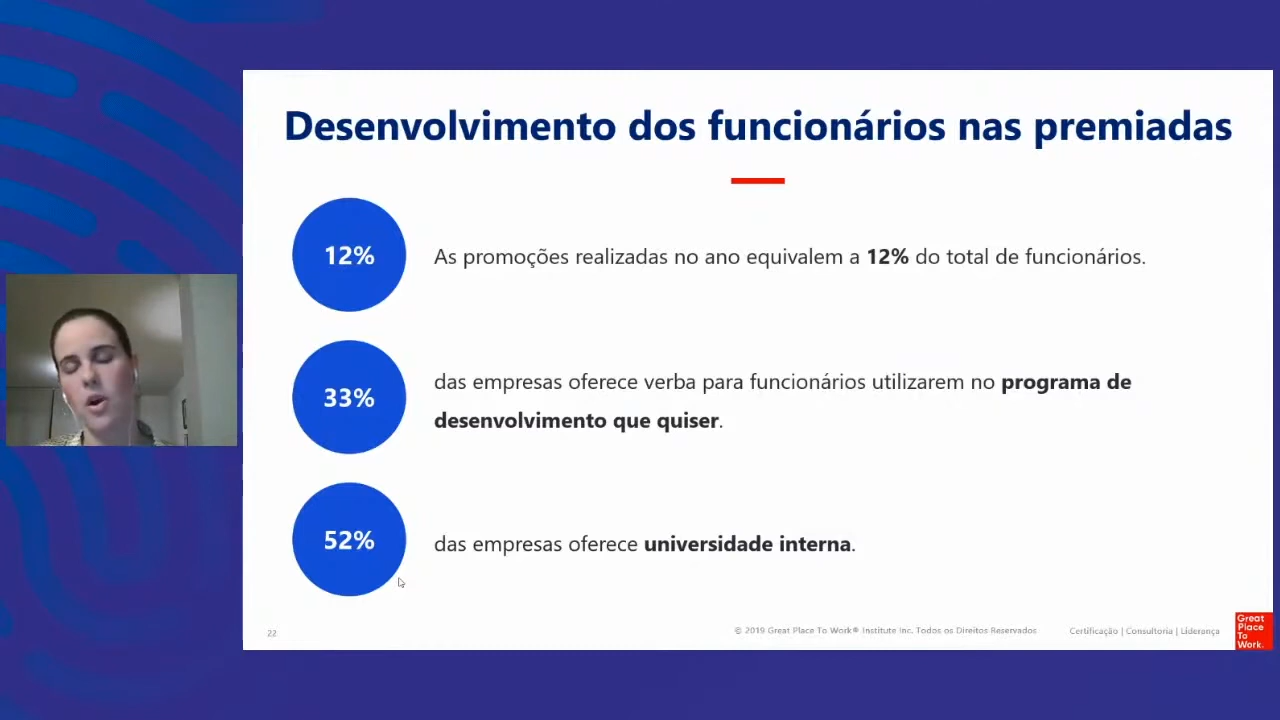 Desenvolvimento dos funcionários nas premiadas
12%
As promoções realizadas no ano equivalem a 12% do total de funcionários.
33%
das empresas oferece verba para funcionários utilizarem no programa de
desenvolvimento que quiser.
52%
das empresas oferece universidade interna.
22
© 2019 Great Place To Work® Institute Inc. Todos os Direitos Reservados
Certificação | Consultoria | Liderança
Great
Place
To
Work.